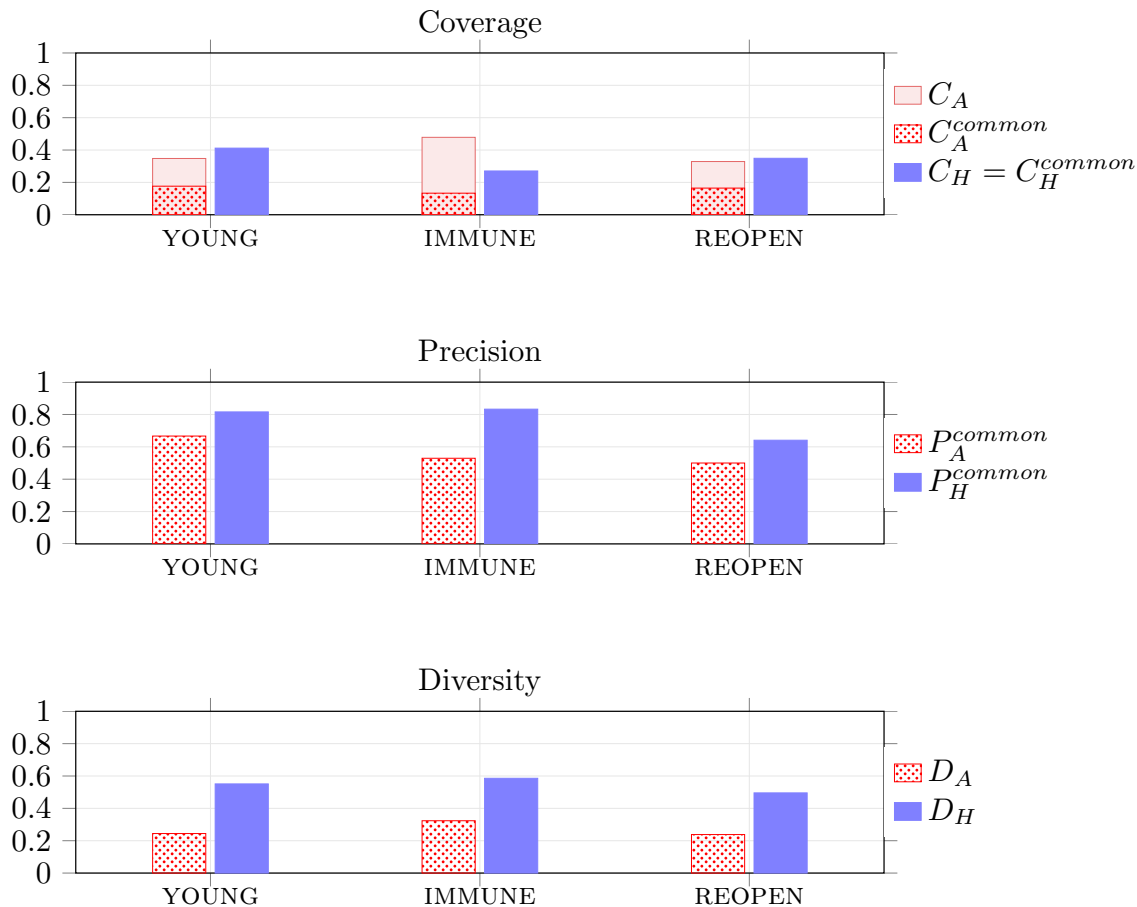 Coverage
1
0.8
0.6
0.4
0.2
0
YOUNG
IMMUNE
REOPEN
C_A
C_A^{common}
C_H = C_H^{common}
Precision
1
0.8
0.6
0.4
0.2
0
YOUNG
IMMUNE
REOPEN
P_A^{common}
P_H^{common}
Diversity
1
0.8
0.6
0.4
0.2
0
YOUNG
IMMUNE
REOPEN
D_A
D_H